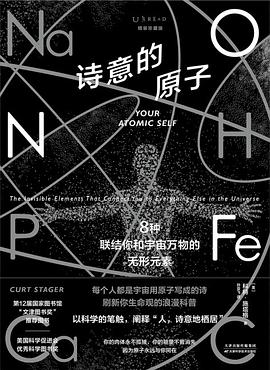 UNREAD
Na
O
诗意的
原子
N
H
YOUR
ATOMIC SELF
The Invisible Elements That Connect You to Everything Else in the Universe
8种
联结你和宇宙万物的
无形元素
P
Fe
CURT STAGER
第12届国家图书馆
“文津图书奖”
推荐图书
美国科学促进会
优秀科学图书奖
每个人都是宇宙用原子写成的诗
刷新你生命观的浪漫科普
以科学的笔触，阐释“人，诗意地栖居”
你的肉体永不孤独，你的暗景不曾消失
因为原子永远与你同在
Ca
C